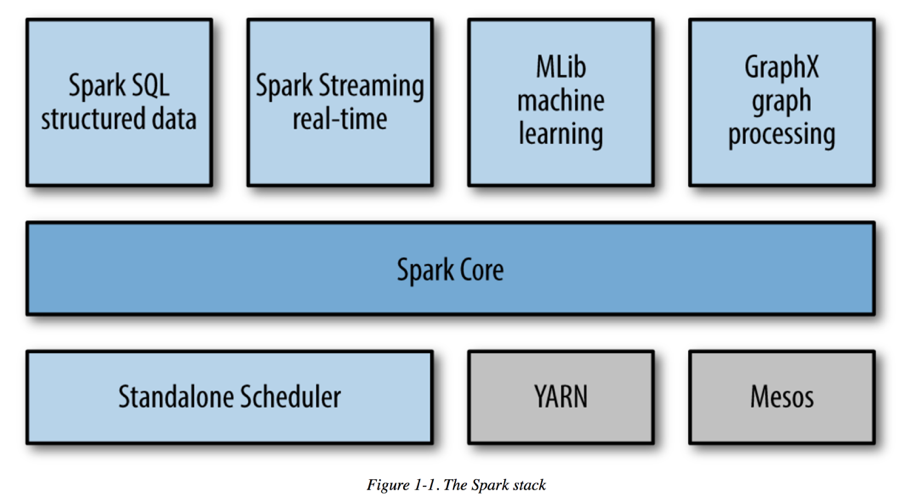 Spark SQL
structured data
Spark Streaming
real-time
MLib
machine
learning
GraphX
graph
processing
Spark Core
Standalone Scheduler
YARN
Mesos
Figure 1-1. The Spark stack